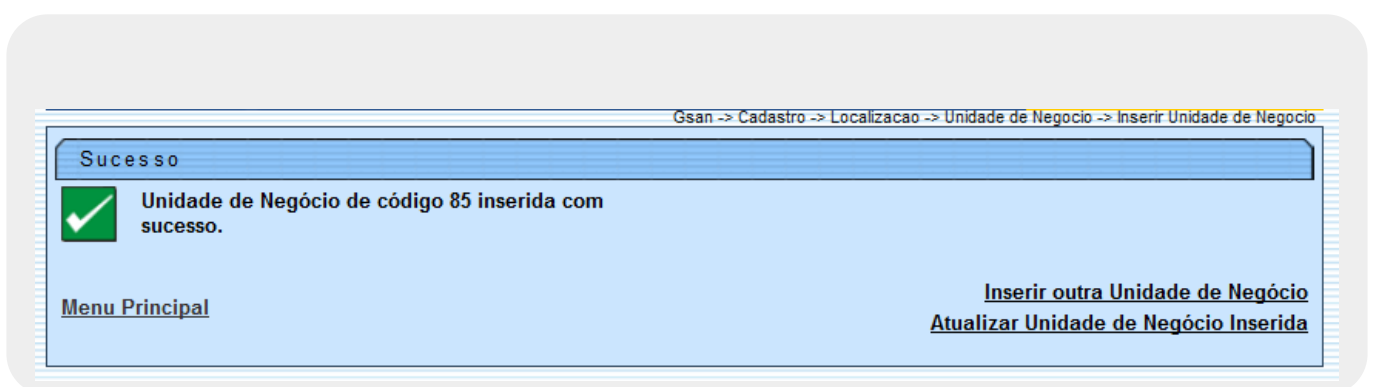 Gsan -> Cadastro -> Localizacao -> Unidade de Negocio -> Inserir Unidade de Negocio
Sucesso
Unidade de Negócio de código 85 inserida com
sucesso.
Menu Principal
Inserir outra Unidade de Negócio
Atualizar Unidade de Negócio Inserida